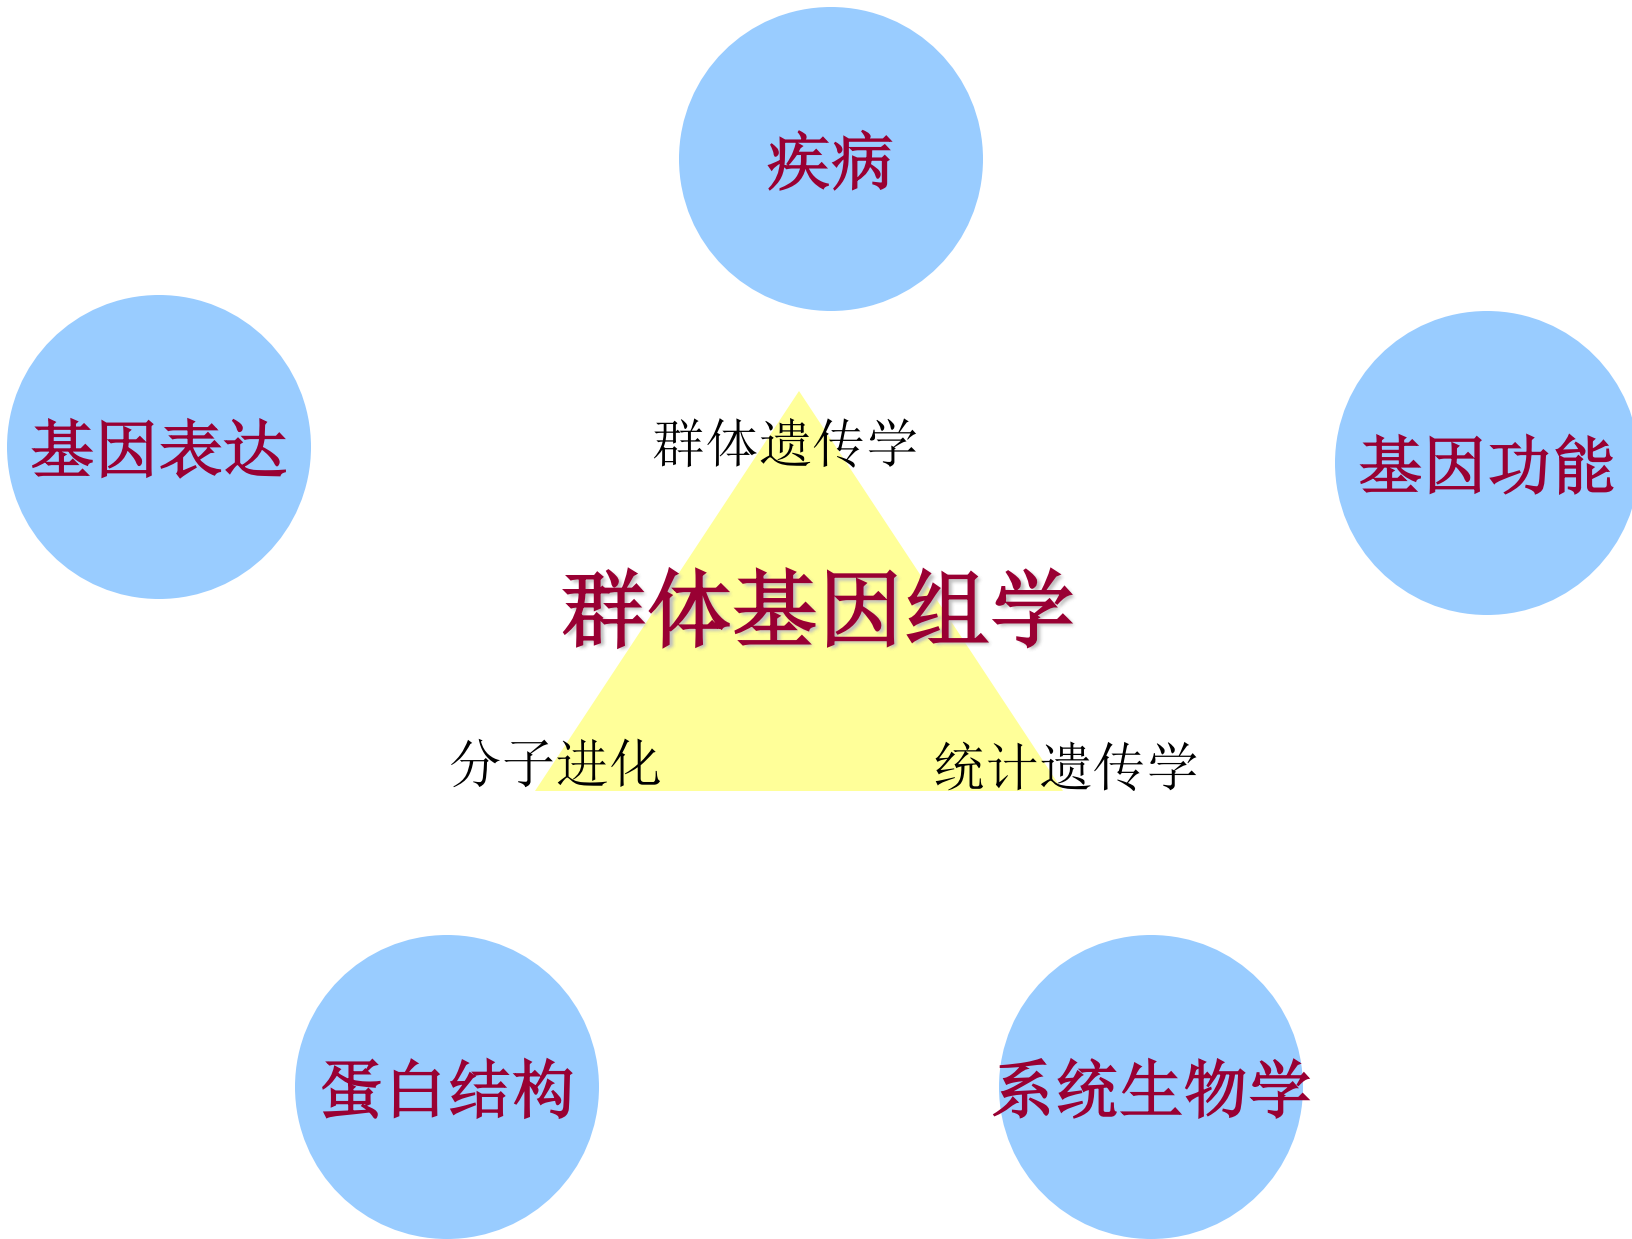 疾病
基因表达
基因功能
群体遗传学
群体基因组学
分子进化
统计遗传学
蛋白结构
系统生物学